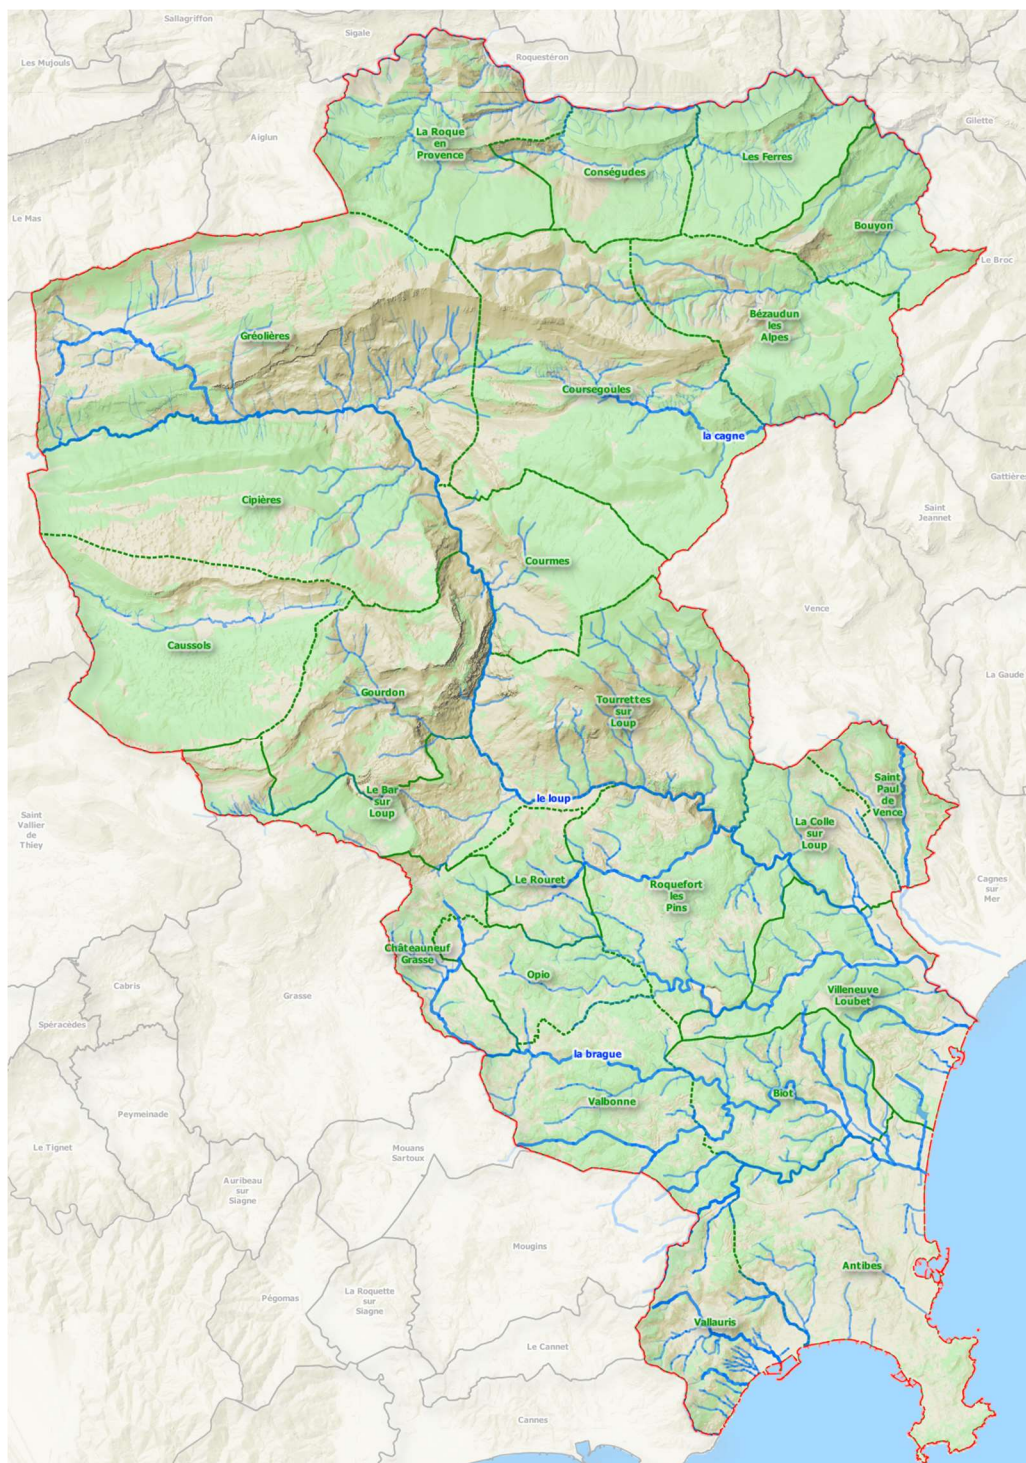 Sallagriffon
Sigale
Les Mujouls
Roquestéron
Aiglun
Gilette
La Roque
en
Provence
Conségudes
Les Ferres
Le Mas
Bouyon
Le Broc
Bézaudun
les
Alpes
Gréolières
Coursegoules
la cagne
Gattières
Cipières
Saint
Jeannet
Courmes
Vence
Caussols
La Gaude
Gourdon
Tourrettes
sur
Loup
Saint
Paul
de
Vence
Le Bar
sur
Loup
le loup
Saint
Vallier
de
Thiey
La Colle
sur
Loup
Le Rouret
Roquefort
les
Pins
Cagnes
sur
Mer
Châteauneuf
Grasse
Opio
Villeneuve
Loubet
Cabris
Grasse
Spéracèdes
la brague
Valbonne
Biot
Peymeinade
Le Tignet
Mouans
Sartoux
Auribeau
sur
Siagne
Mougins
Antibes
La Roquette
sur
Siagne
Pégomas
Vallauris
Le Cannet
Cannes